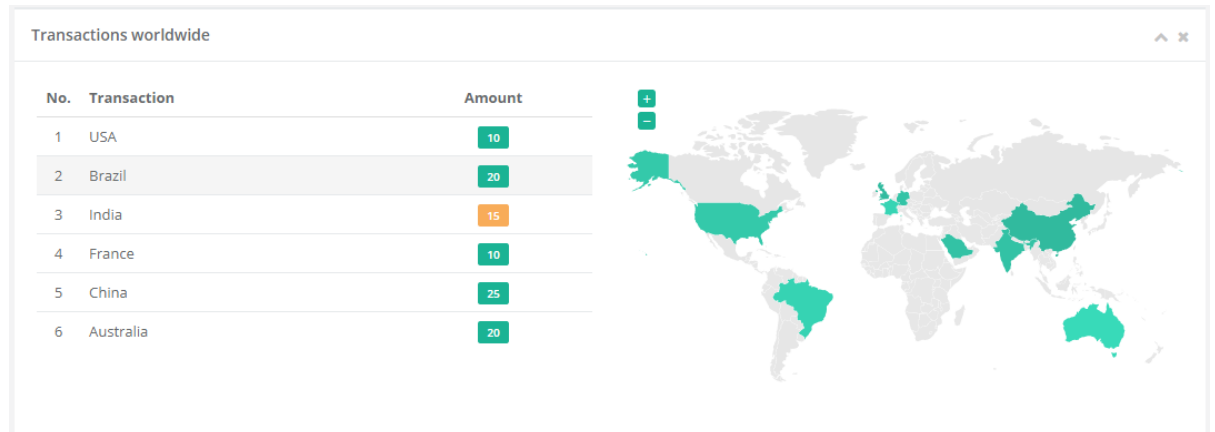 Transactions worldwide
No. Transaction Amount
1 USA 10
2 Brazil 20
3 India 15
4 France 10
5 China 25
6 Australia 20
+
−